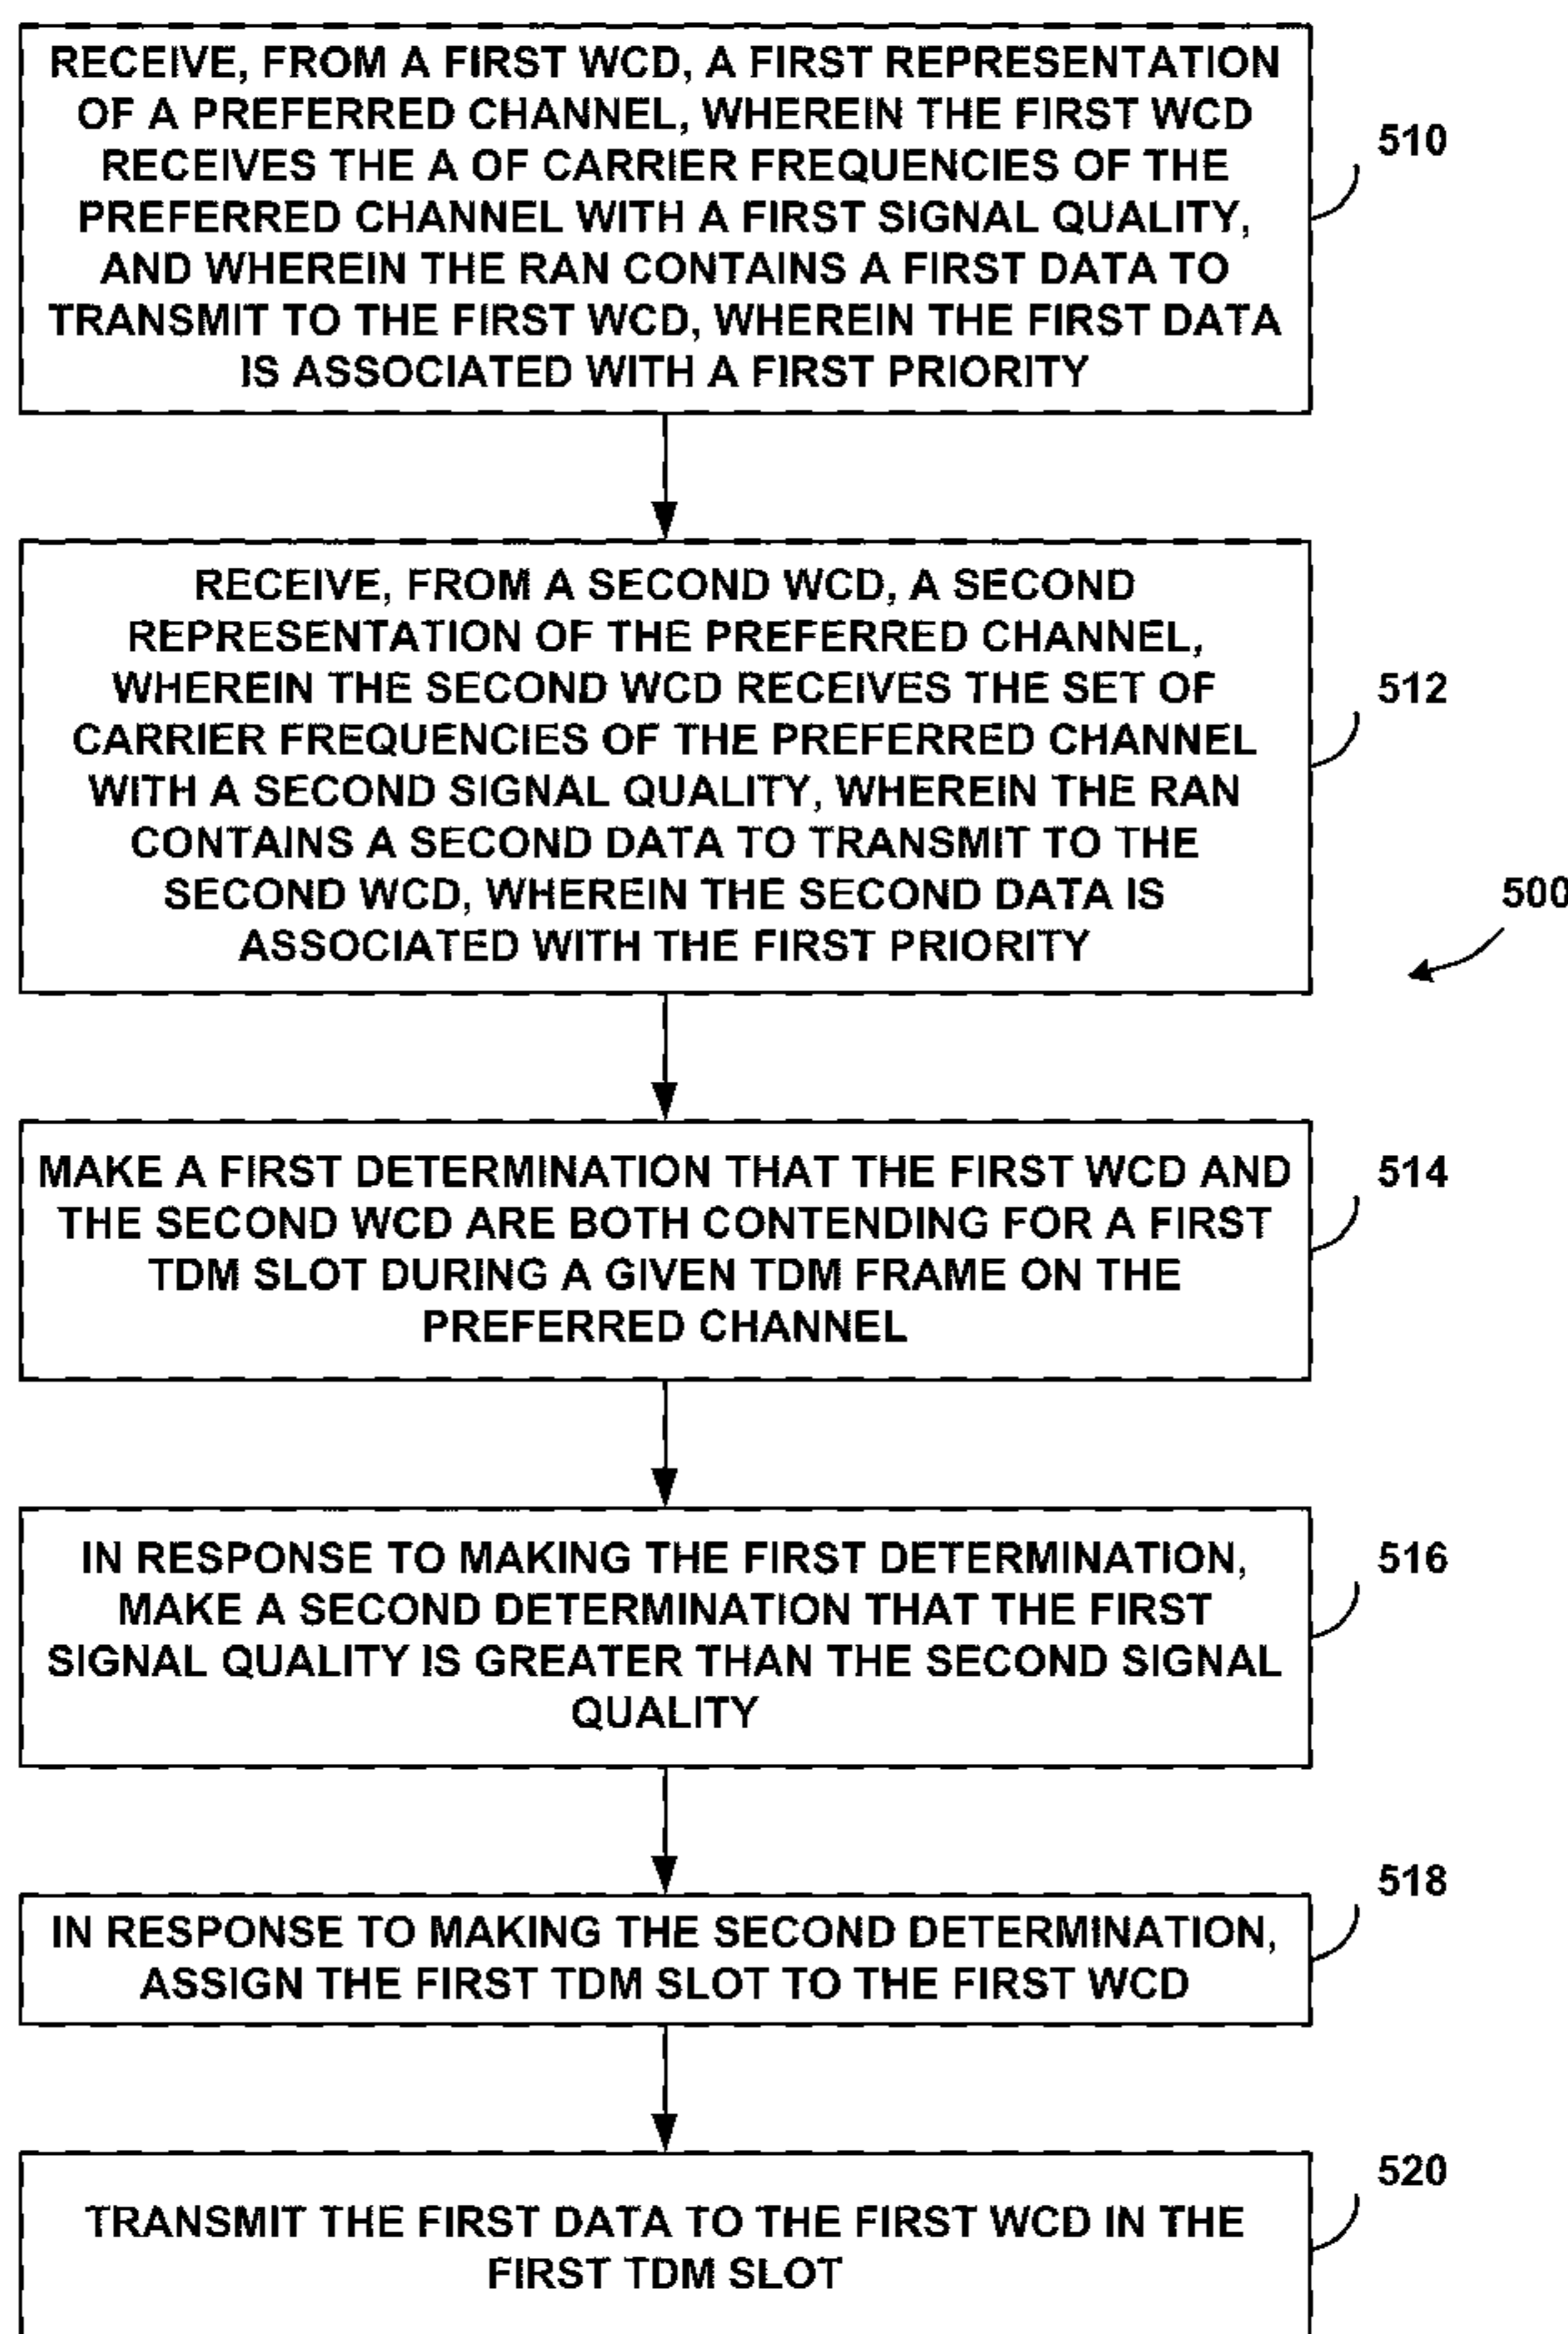 RECEIVE, FROM A FIRST WCD, A FIRST REPRESENTATION
OF A PREFERRED CHANNEL, WHEREIN THE FIRST WCD
RECEIVES THE A OF CARRIER FREQUENCIES OF THE
PREFERRED CHANNEL WITH A FIRST SIGNAL QUALITY,
AND WHEREIN THE RAN CONTAINS A FIRST DATA TO
TRANSMIT TO THE FIRST WCD, WHEREIN THE FIRST DATA
IS ASSOCIATED WITH A FIRST PRIORITY
510
RECEIVE, FROM A SECOND WCD, A SECOND
REPRESENTATION OF THE PREFERRED CHANNEL,
WHEREIN THE SECOND WCD RECEIVES THE SET OF
CARRIER FREQUENCIES OF THE PREFERRED CHANNEL
WITH A SECOND SIGNAL QUALITY, WHEREIN THE RAN
CONTAINS A SECOND DATA TO TRANSMIT TO THE
SECOND WCD, WHEREIN THE SECOND DATA IS
ASSOCIATED WITH THE FIRST PRIORITY
512
500
MAKE A FIRST DETERMINATION THAT THE FIRST WCD AND
THE SECOND WCD ARE BOTH CONTENDING FOR A FIRST
TDM SLOT DURING A GIVEN TDM FRAME ON THE
PREFERRED CHANNEL
514
IN RESPONSE TO MAKING THE FIRST DETERMINATION,
MAKE A SECOND DETERMINATION THAT THE FIRST
SIGNAL QUALITY IS GREATER THAN THE SECOND SIGNAL
QUALITY
516
IN RESPONSE TO MAKING THE SECOND DETERMINATION,
ASSIGN THE FIRST TDM SLOT TO THE FIRST WCD
518
TRANSMIT THE FIRST DATA TO THE FIRST WCD IN THE
FIRST TDM SLOT
520